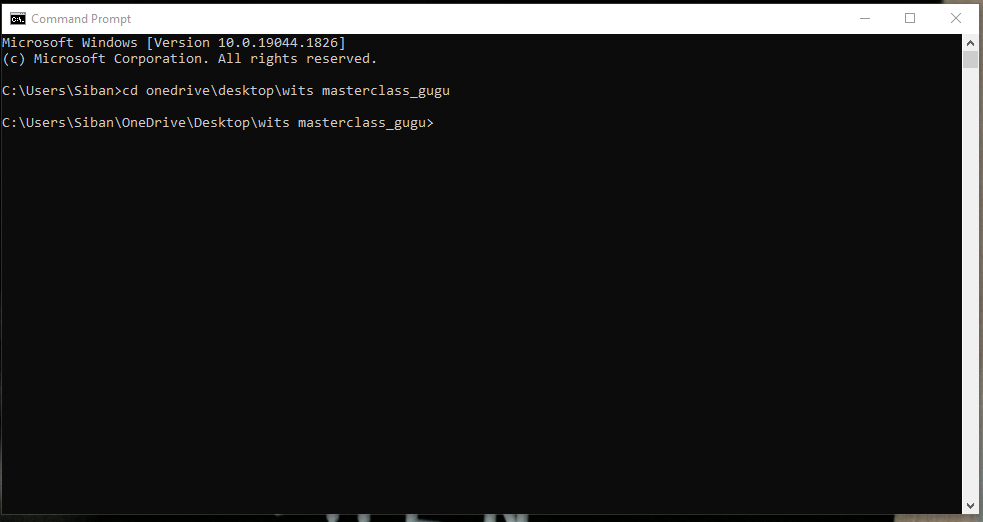 Command Prompt
Microsoft Windows [Version 10.0.19044.1826]
(c) Microsoft Corporation. All rights reserved.
C:\Users\Siban>cd onedrive\desktop\wits masterclass_gugu
C:\Users\Siban\OneDrive\Desktop\wits masterclass_gugu>